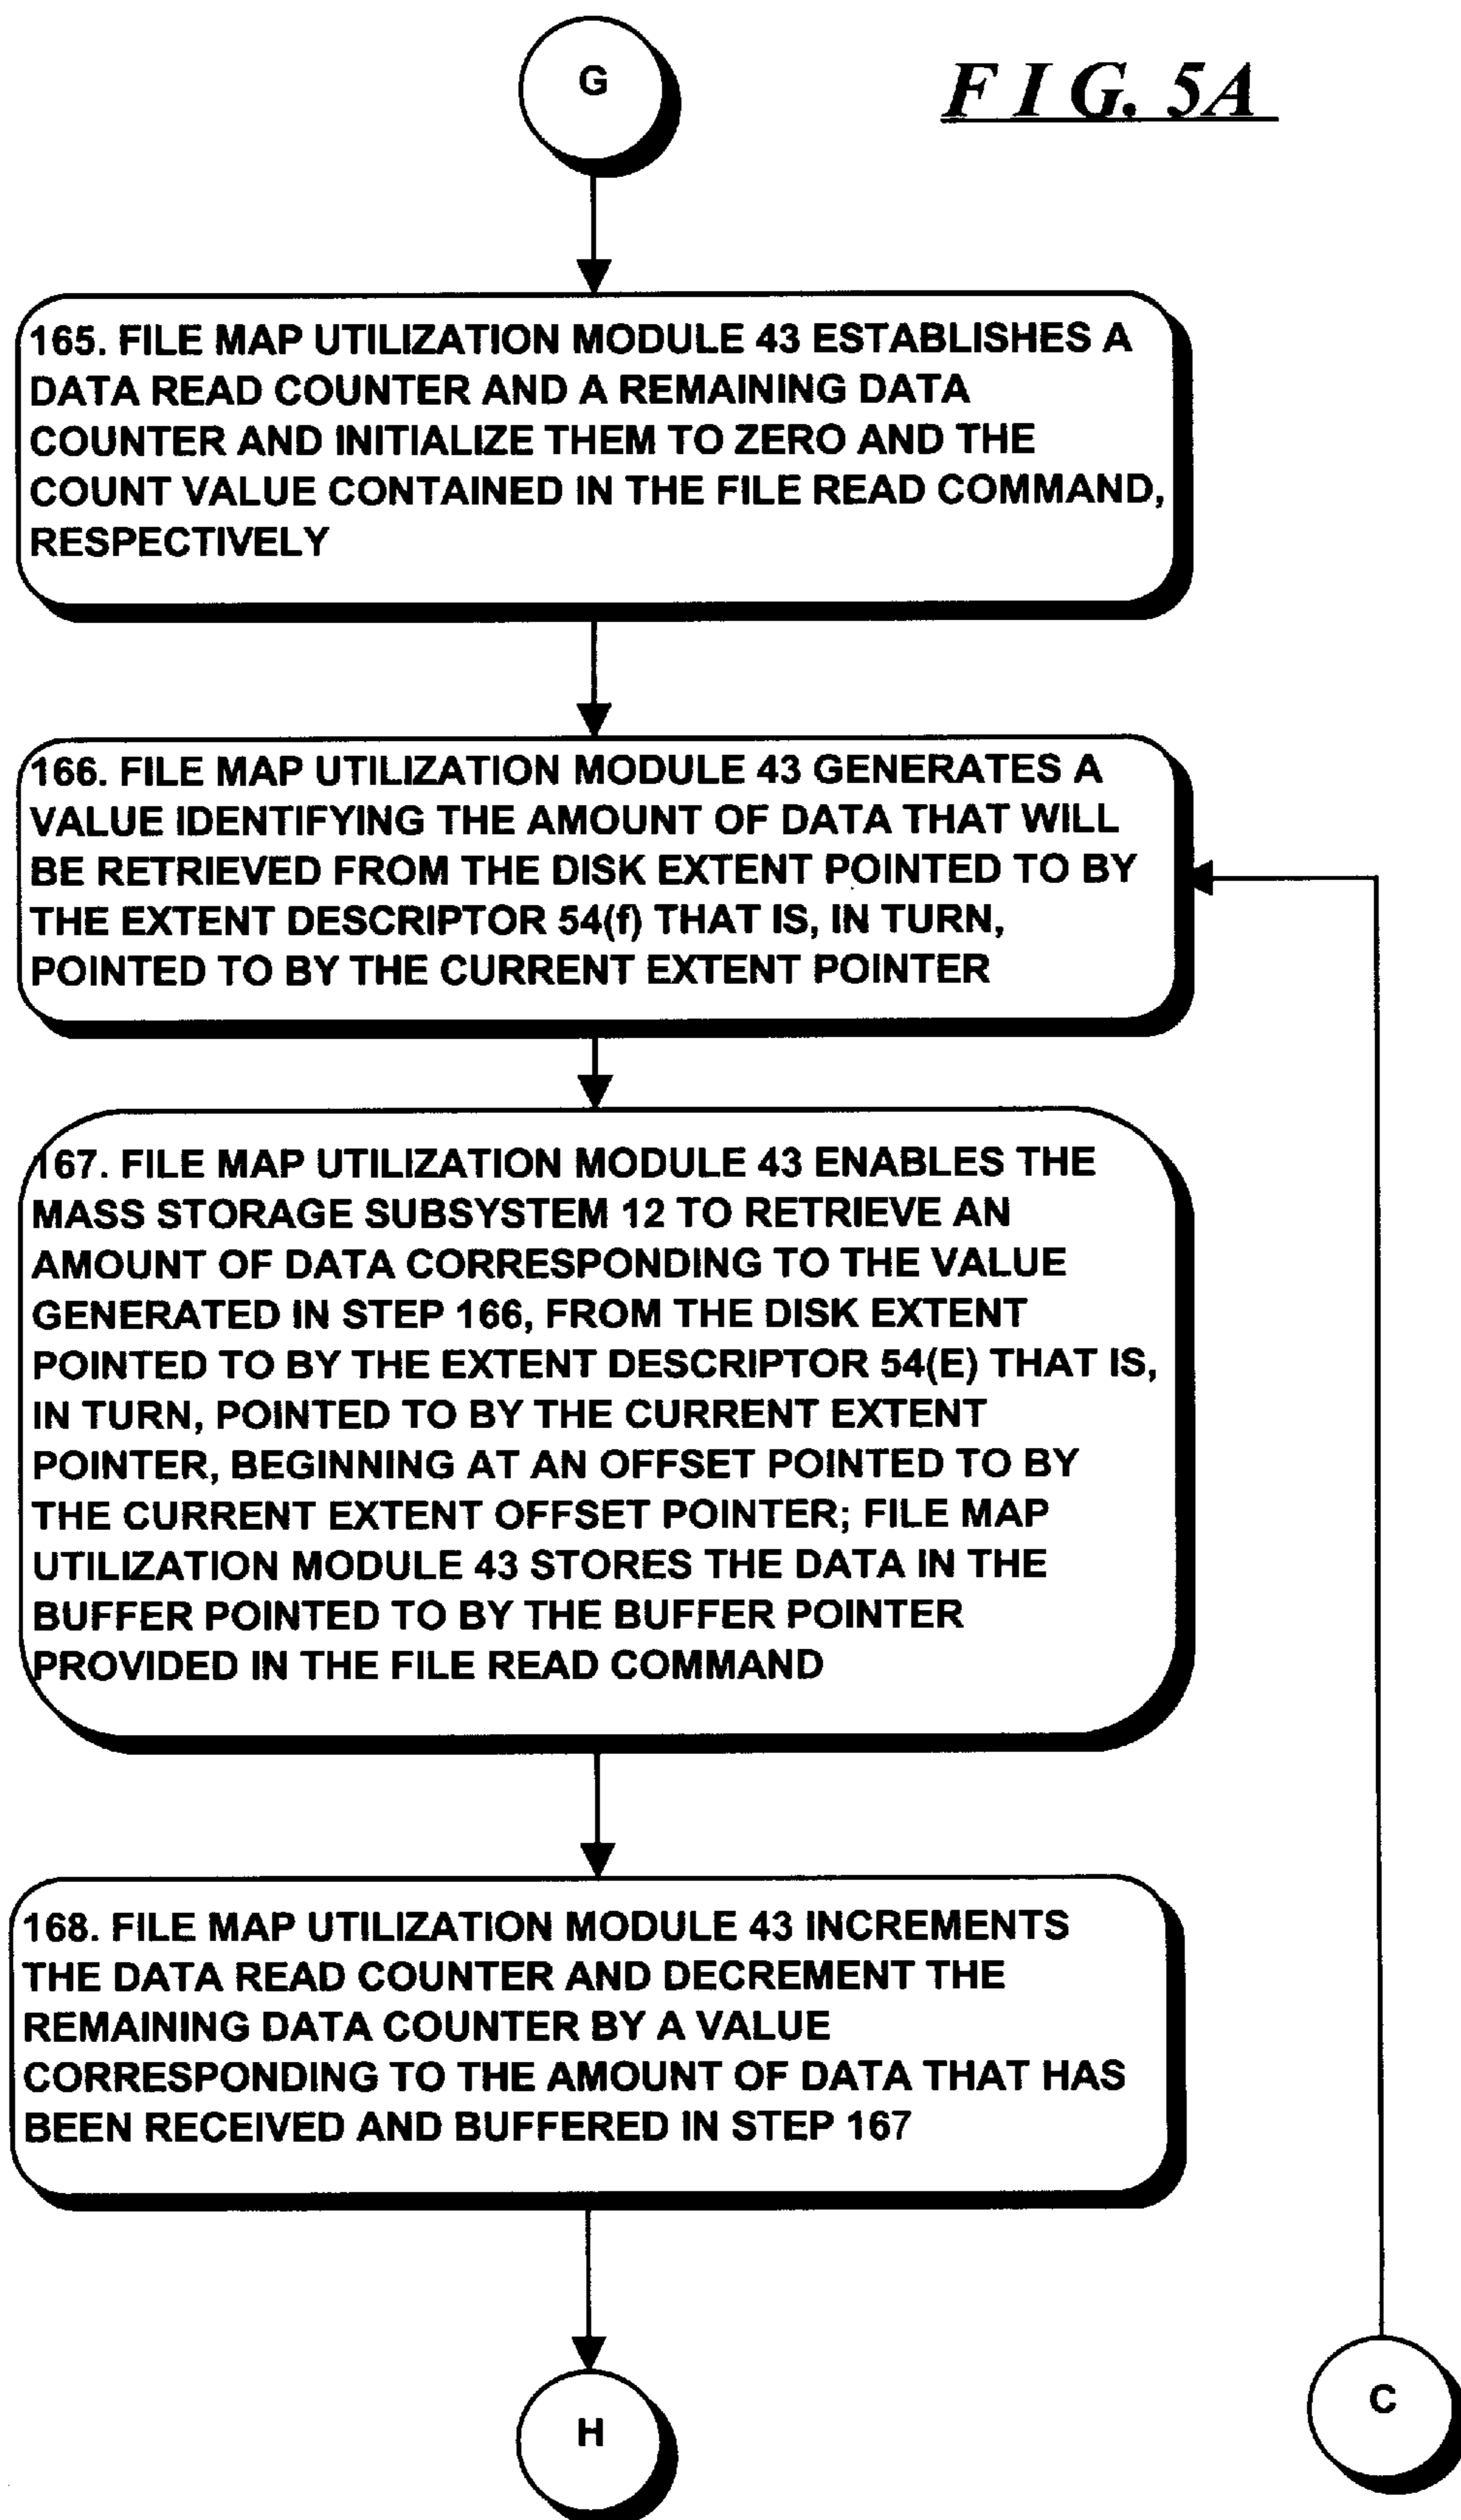 G
FIG. 5A
165. FILE MAP UTILIZATION MODULE 43 ESTABLISHES A
DATA READ COUNTER AND A REMAINING DATA
COUNTER AND INITIALIZE THEM TO ZERO AND THE
COUNT VALUE CONTAINED IN THE FILE READ COMMAND,
RESPECTIVELY
166. FILE MAP UTILIZATION MODULE 43 GENERATES A
VALUE IDENTIFYING THE AMOUNT OF DATA THAT WILL
BE RETRIEVED FROM THE DISK EXTENT POINTED TO BY
THE EXTENT DESCRIPTOR 54(f) THAT IS, IN TURN,
POINTED TO BY THE CURRENT EXTENT POINTER
167. FILE MAP UTILIZATION MODULE 43 ENABLES THE
MASS STORAGE SUBSYSTEM 12 TO RETRIEVE AN
AMOUNT OF DATA CORRESPONDING TO THE VALUE
GENERATED IN STEP 166, FROM THE DISK EXTENT
POINTED TO BY THE EXTENT DESCRIPTOR 54(E) THAT IS,
IN TURN, POINTED TO BY THE CURRENT EXTENT
POINTER, BEGINNING AT AN OFFSET POINTED TO BY
THE CURRENT EXTENT OFFSET POINTER; FILE MAP
UTILIZATION MODULE 43 STORES THE DATA IN THE
BUFFER POINTED TO BY THE BUFFER POINTER
PROVIDED IN THE FILE READ COMMAND
168. FILE MAP UTILIZATION MODULE 43 INCREMENTS
THE DATA READ COUNTER AND DECREMENT THE
REMAINING DATA COUNTER BY A VALUE
CORRESPONDING TO THE AMOUNT OF DATA THAT HAS
BEEN RECEIVED AND BUFFERED IN STEP 167
C
H